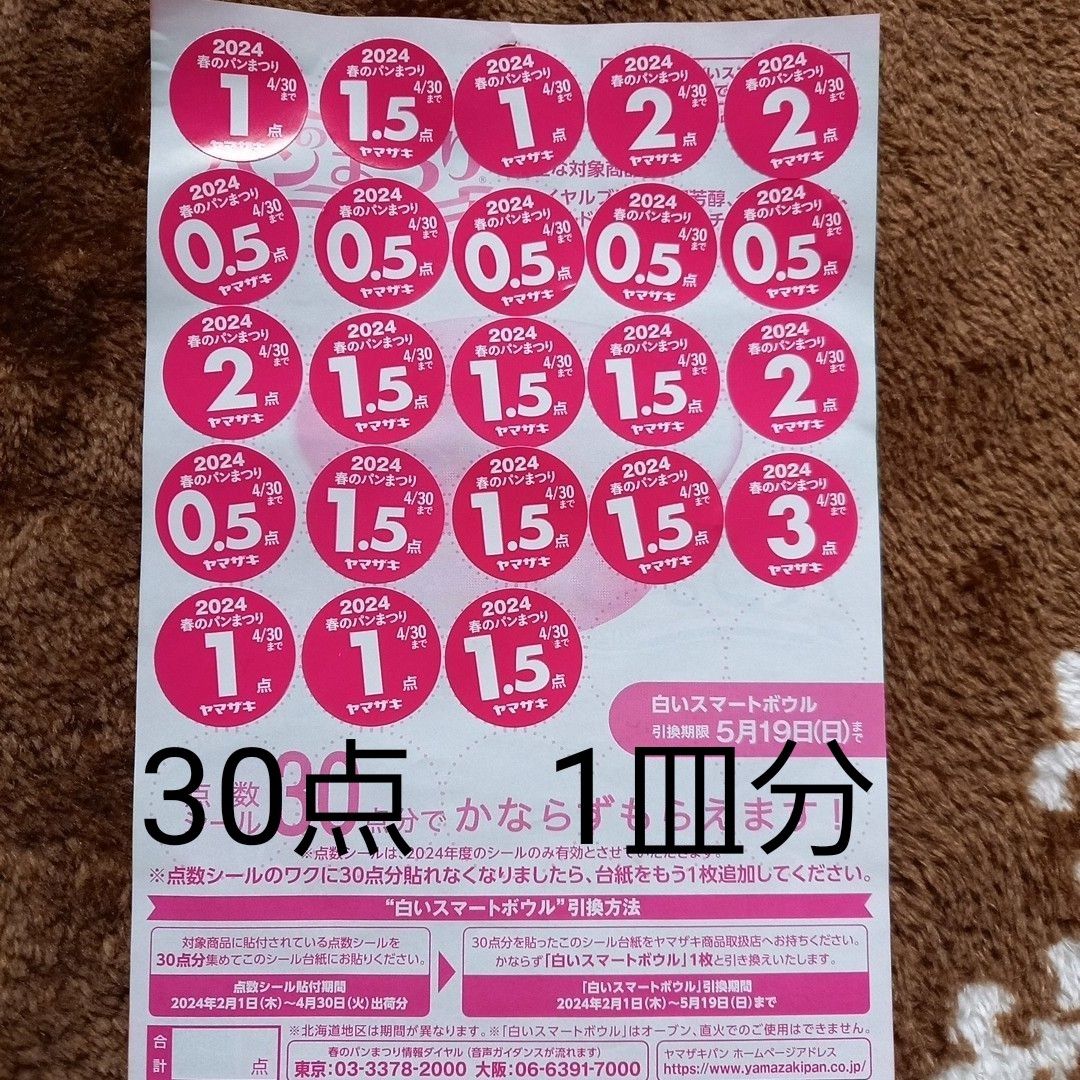 2024 2024 2024 2024 2024
春のパンまつり 春のパンまつり 春のパンまつり 春のパンまつり 春のパンまつり
4/30まで 4/30まで 4/30まで 4/30まで 4/30まで
1点 1.5点 1点 2点 2点
ヤマザキ ヤマザキ ヤマザキ ヤマザキ ヤマザキ
2024 2024 2024 2024 2024
春のパンまつり 春のパンまつり 春のパンまつり 春のパンまつり 春のパンまつり
4/30まで 4/30まで 4/30まで 4/30まで 4/30まで
0.5点 0.5点 0.5点 0.5点 0.5点
ヤマザキ ヤマザキ ヤマザキ ヤマザキ ヤマザキ
2024 2024 2024 2024 2024
春のパンまつり 春のパンまつり 春のパンまつり 春のパンまつり 春のパンまつり
4/30まで 4/30まで 4/30まで 4/30まで 4/30まで
2点 1.5点 1.5点 1.5点 2点
ヤマザキ ヤマザキ ヤマザキ ヤマザキ ヤマザキ
2024 2024 2024 2024 2024
春のパンまつり 春のパンまつり 春のパンまつり 春のパンまつり 春のパンまつり
4/30まで 4/30まで 4/30まで 4/30まで 4/30まで
0.5点 1.5点 1.5点 1.5点 3点
ヤマザキ ヤマザキ ヤマザキ ヤマザキ ヤマザキ
2024 2024 2024
春のパンまつり 春のパンまつり 春のパンまつり
4/30まで 4/30まで 4/30まで
1点 1点 1.5点
ヤマザキ ヤマザキ ヤマザキ
白いスマートボウル
引換期限 5月19日(日)まで
30点 1皿分
点数シール30点分で かならずもらえます!
※点数シールは、2024年度のシールのみ有効とさせていただきます。
※点数シールのワクに30点分貼れなくなりましたら、台紙をもう1枚追加してください。
“白いスマートボウル”引換方法
対象商品に貼付されている点数シールを
30点分集めてこのシール台紙にお貼りください。
点数シール貼付期間
2024年2月1日(木)~4月30日(火)出荷分
30点分を貼ったこのシール台紙をヤマザキ商品取扱店へお持ちください。
かならず「白いスマートボウル」1枚と引き換えいたします。
「白いスマートボウル」引換期間
2024年2月1日(木)~5月19日(日)まで
合計 点
※北海道地区は期間が異なります。※「白いスマートボウル」はオーブン、直火でのご使用はできません。
春のパンまつり情報ダイヤル(音声ガイダンスが流れます)
東京:03-3378-2000 大阪:06-6391-7000
ヤマザキパン ホームページアドレス
https://www.yamazakipan.co.jp/